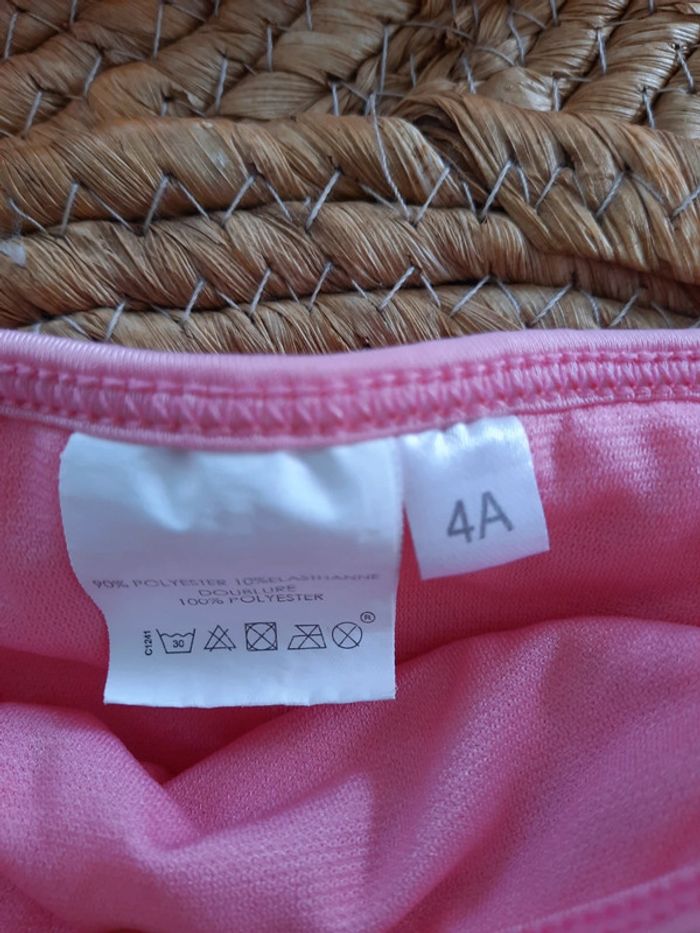 90% POLYESTER 10%ELASTHANNE
DOUBLURE
100% POLYESTER
C1241
30
®
4A